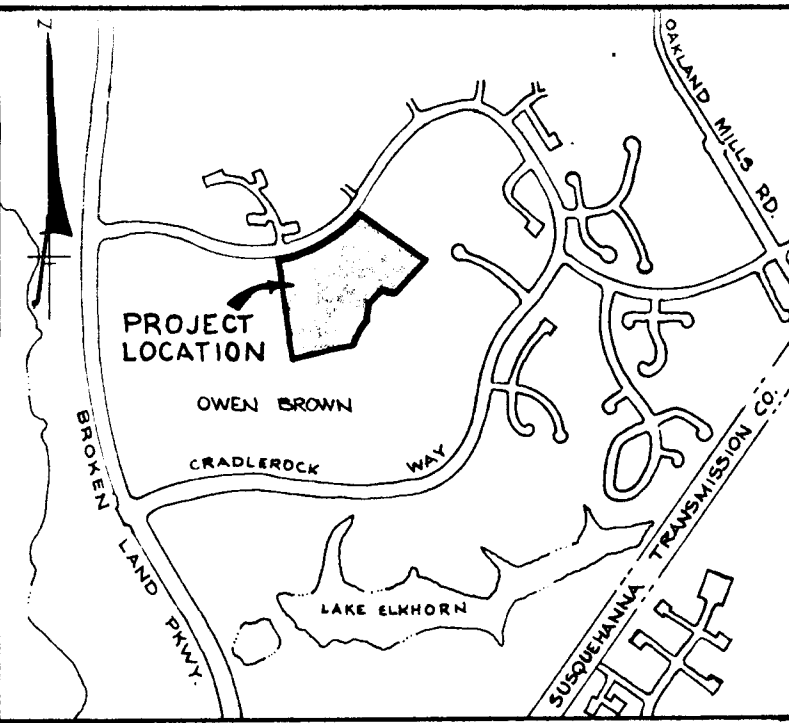 N
OAKLAND MILLS RD.
PROJECT
LOCATION
OWEN BROWN
CRADLEROCK WAY
BROKEN LAND PKWY.
LAKE ELKHORN
SUSQUEHANNA TRANSMISSION CO.